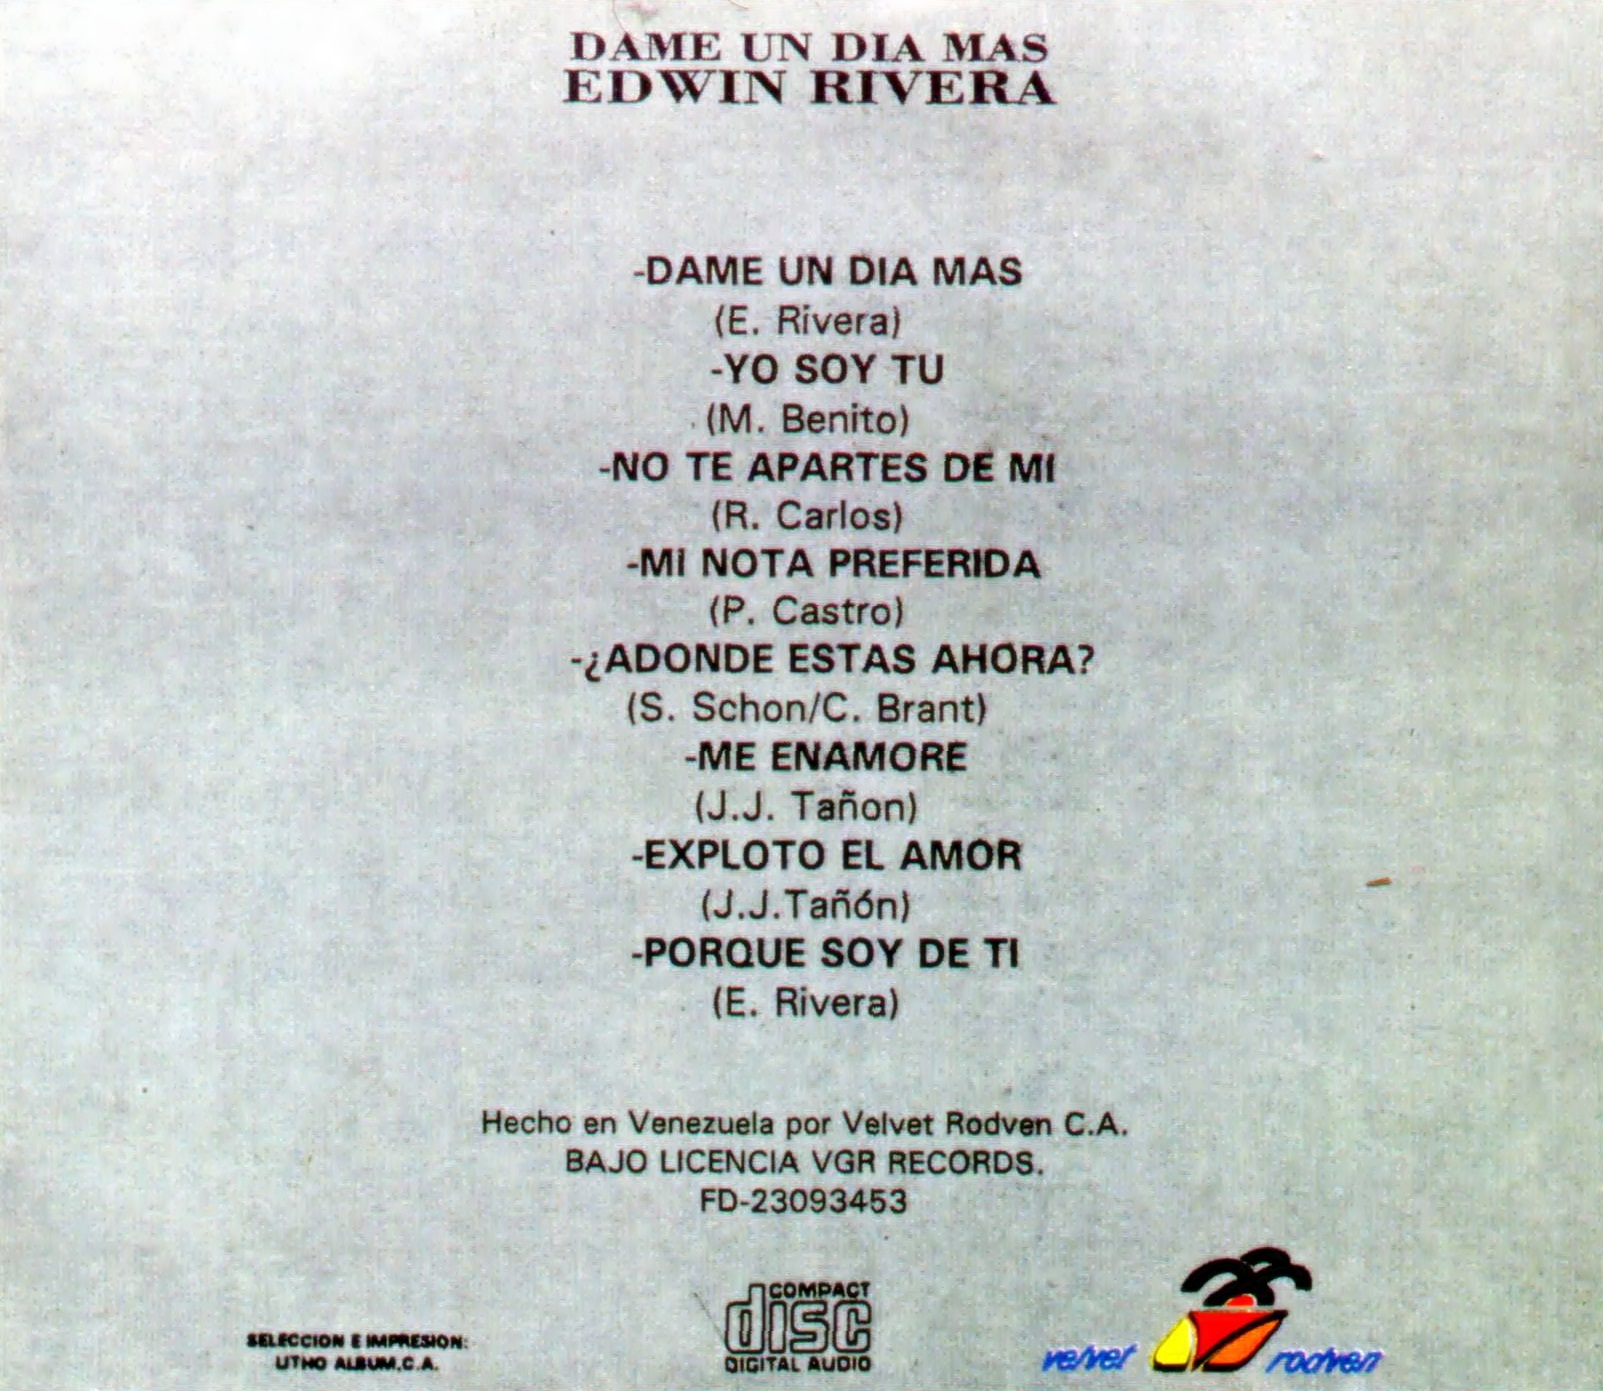 DAME UN DIA MAS
EDWIN RIVERA
-DAME UN DIA MAS
(E. Rivera)
-YO SOY TU
(M. Benito)
-NO TE APARTES DE MI
(R. Carlos)
-MI NOTA PREFERIDA
(P. Castro)
-¿ADONDE ESTAS AHORA?
(S. Schon/C. Brant)
-ME ENAMORE
(J.J. Tañon)
-EXPLOTO EL AMOR
(J.J.Tañón)
-PORQUE SOY DE TI
(E. Rivera)
Hecho en Venezuela por Velvet Rodven C.A.
BAJO LICENCIA VGR RECORDS.
FD-23093453
SELECCION E IMPRESION:
LITHO ALBUM,C.A.
COMPACT
disc
DIGITAL AUDIO
velvet rodven